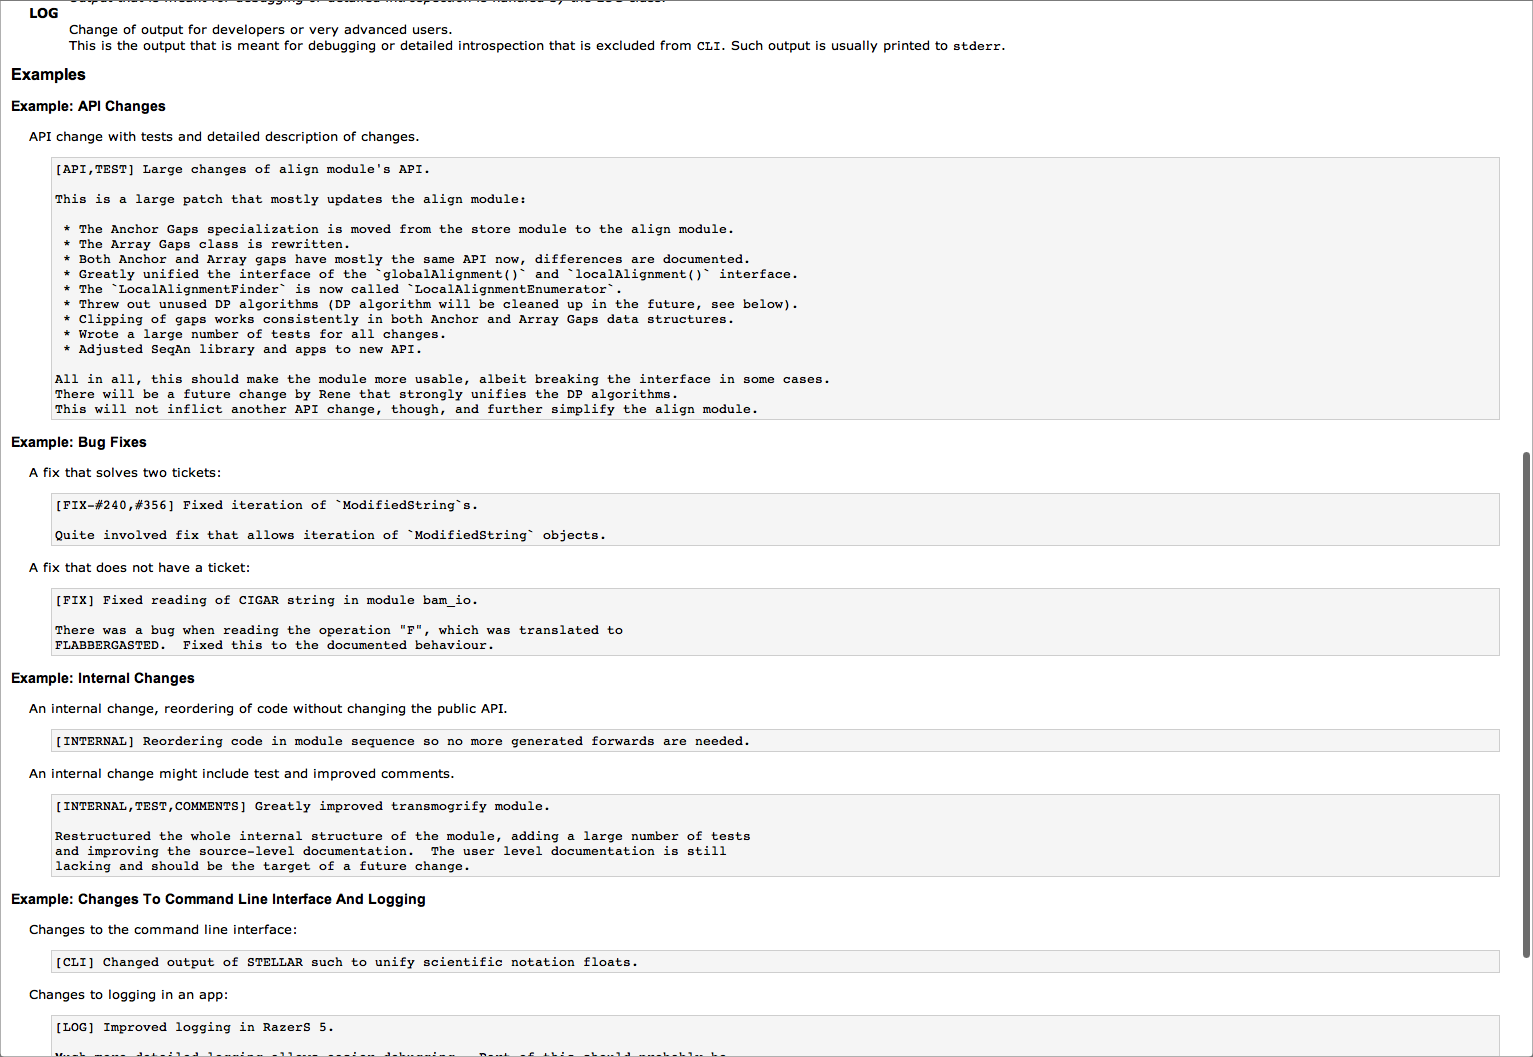 LOG
Change of output for developers or very advanced users.
This is the output that is meant for debugging or detailed introspection that is excluded from CLI. Such output is usually printed to stderr.
Examples
Example: API Changes
API change with tests and detailed description of changes.
[API,TEST] Large changes of align module's API.
This is a large patch that mostly updates the align module:
* The Anchor Gaps specialization is moved from the store module to the align module.
* The Array Gaps class is rewritten.
* Both Anchor and Array gaps have mostly the same API now, differences are documented.
* Greatly unified the interface of the `globalAlignment()` and `localAlignment()` interface.
* The `LocalAlignmentFinder` is now called `LocalAlignmentEnumerator`.
* Threw out unused DP algorithms (DP algorithm will be cleaned up in the future, see below).
* Clipping of gaps works consistently in both Anchor and Array Gaps data structures.
* Wrote a large number of tests for all changes.
* Adjusted SeqAn library and apps to new API.
All in all, this should make the module more usable, albeit breaking the interface in some cases.
There will be a future change by Rene that strongly unifies the DP algorithms.
This will not inflict another API change, though, and further simplify the align module.
Example: Bug Fixes
A fix that solves two tickets:
[FIX-#240,#356] Fixed iteration of `ModifiedString`s.
Quite involved fix that allows iteration of `ModifiedString` objects.
A fix that does not have a ticket:
[FIX] Fixed reading of CIGAR string in module bam_io.
There was a bug when reading the operation "F", which was translated to
FLABBERGASTED.  Fixed this to the documented behaviour.
Example: Internal Changes
An internal change, reordering of code without changing the public API.
[INTERNAL] Reordering code in module sequence so no more generated forwards are needed.
An internal change might include test and improved comments.
[INTERNAL,TEST,COMMENTS] Greatly improved transmogrify module.
Restructured the whole internal structure of the module, adding a large number of tests
and improving the source-level documentation.  The user level documentation is still
lacking and should be the target of a future change.
Example: Changes To Command Line Interface And Logging
Changes to the command line interface:
[CLI] Changed output of STELLAR such to unify scientific notation floats.
Changes to logging in an app:
[LOG] Improved logging in RazerS 5.